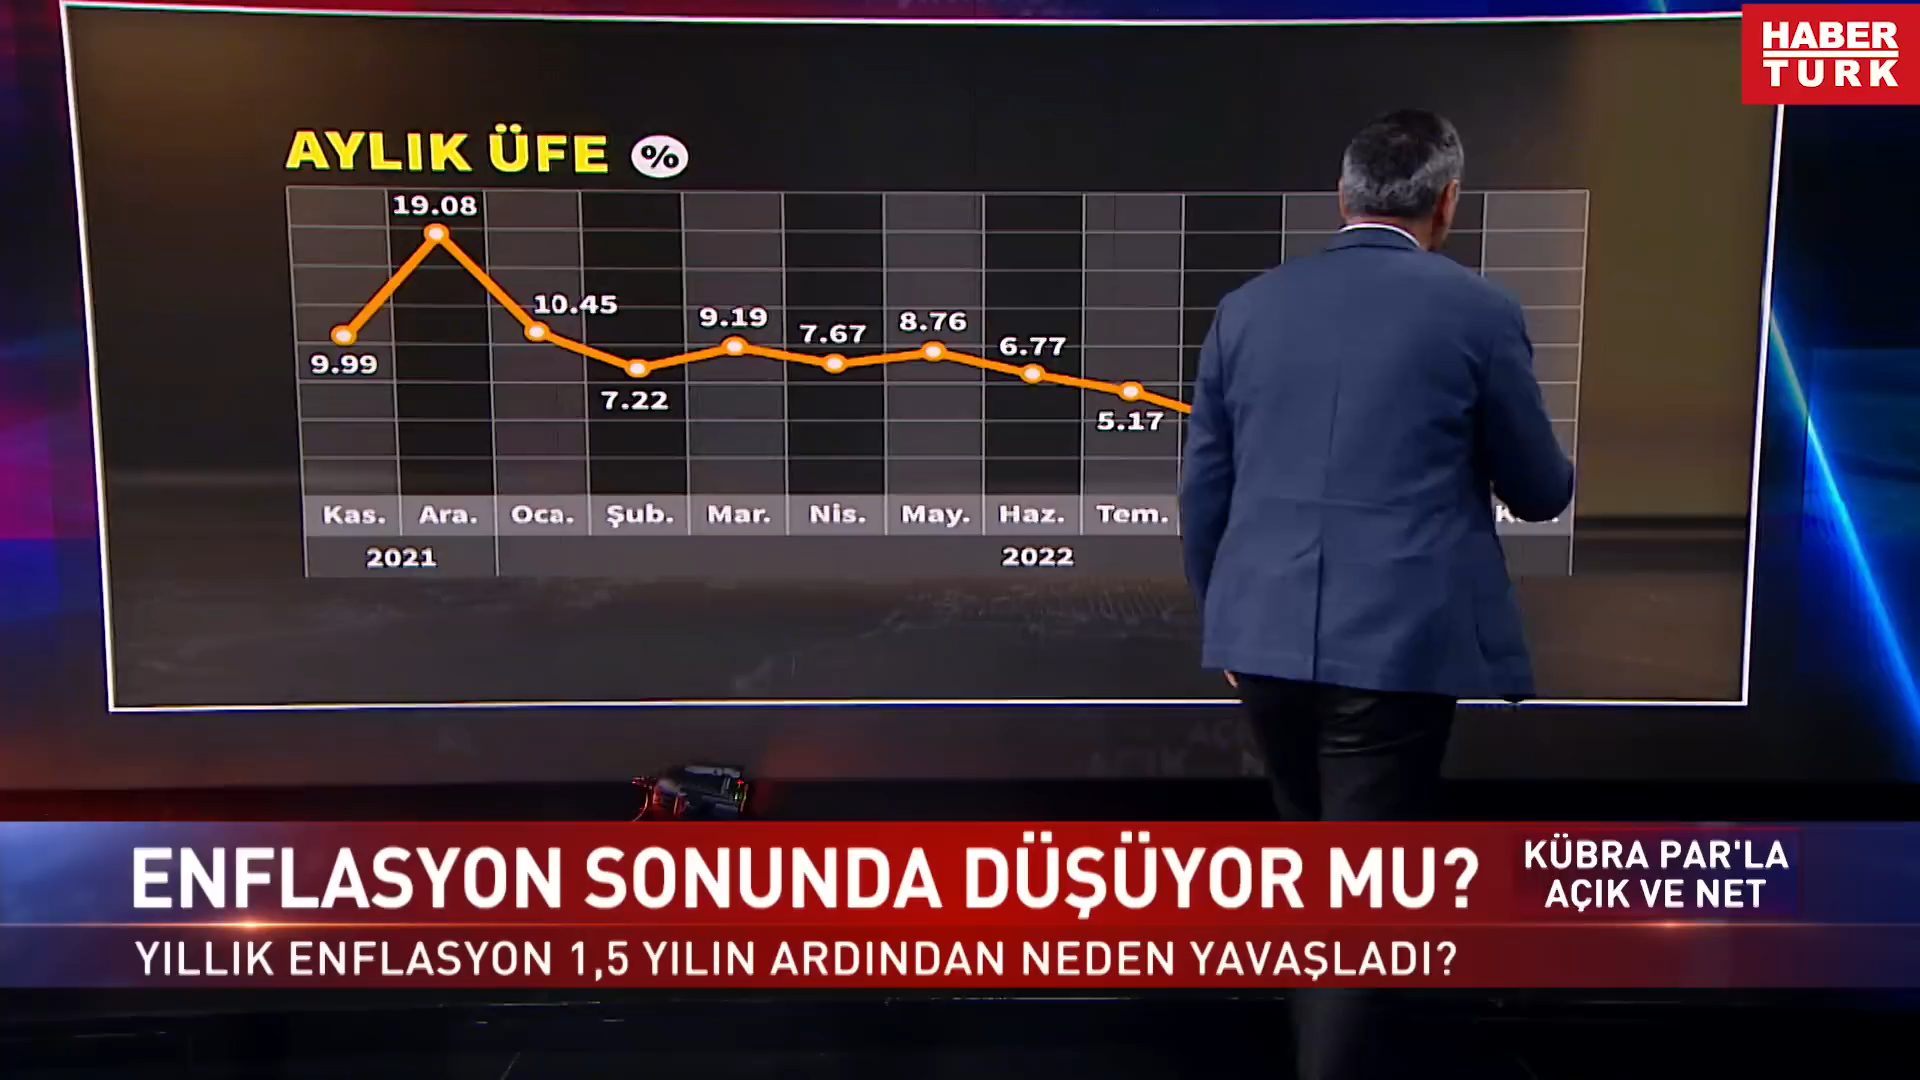 HABER
TURK
AYLIK ÜFE %
19.08
10.45
9.99
7.22
9.19
7.67
8.76
6.77
5.17
Kas. Ara. Oca. Şub. Mar. Nis. May. Haz. Tem.
2021 2022
ENFLASYON SONUNDA DÜŞÜYOR MU?
KÜBRA PAR'LA
AÇIK VE NET
YILLIK ENFLASYON 1,5 YILIN ARDINDAN NEDEN YAVAŞLADI?